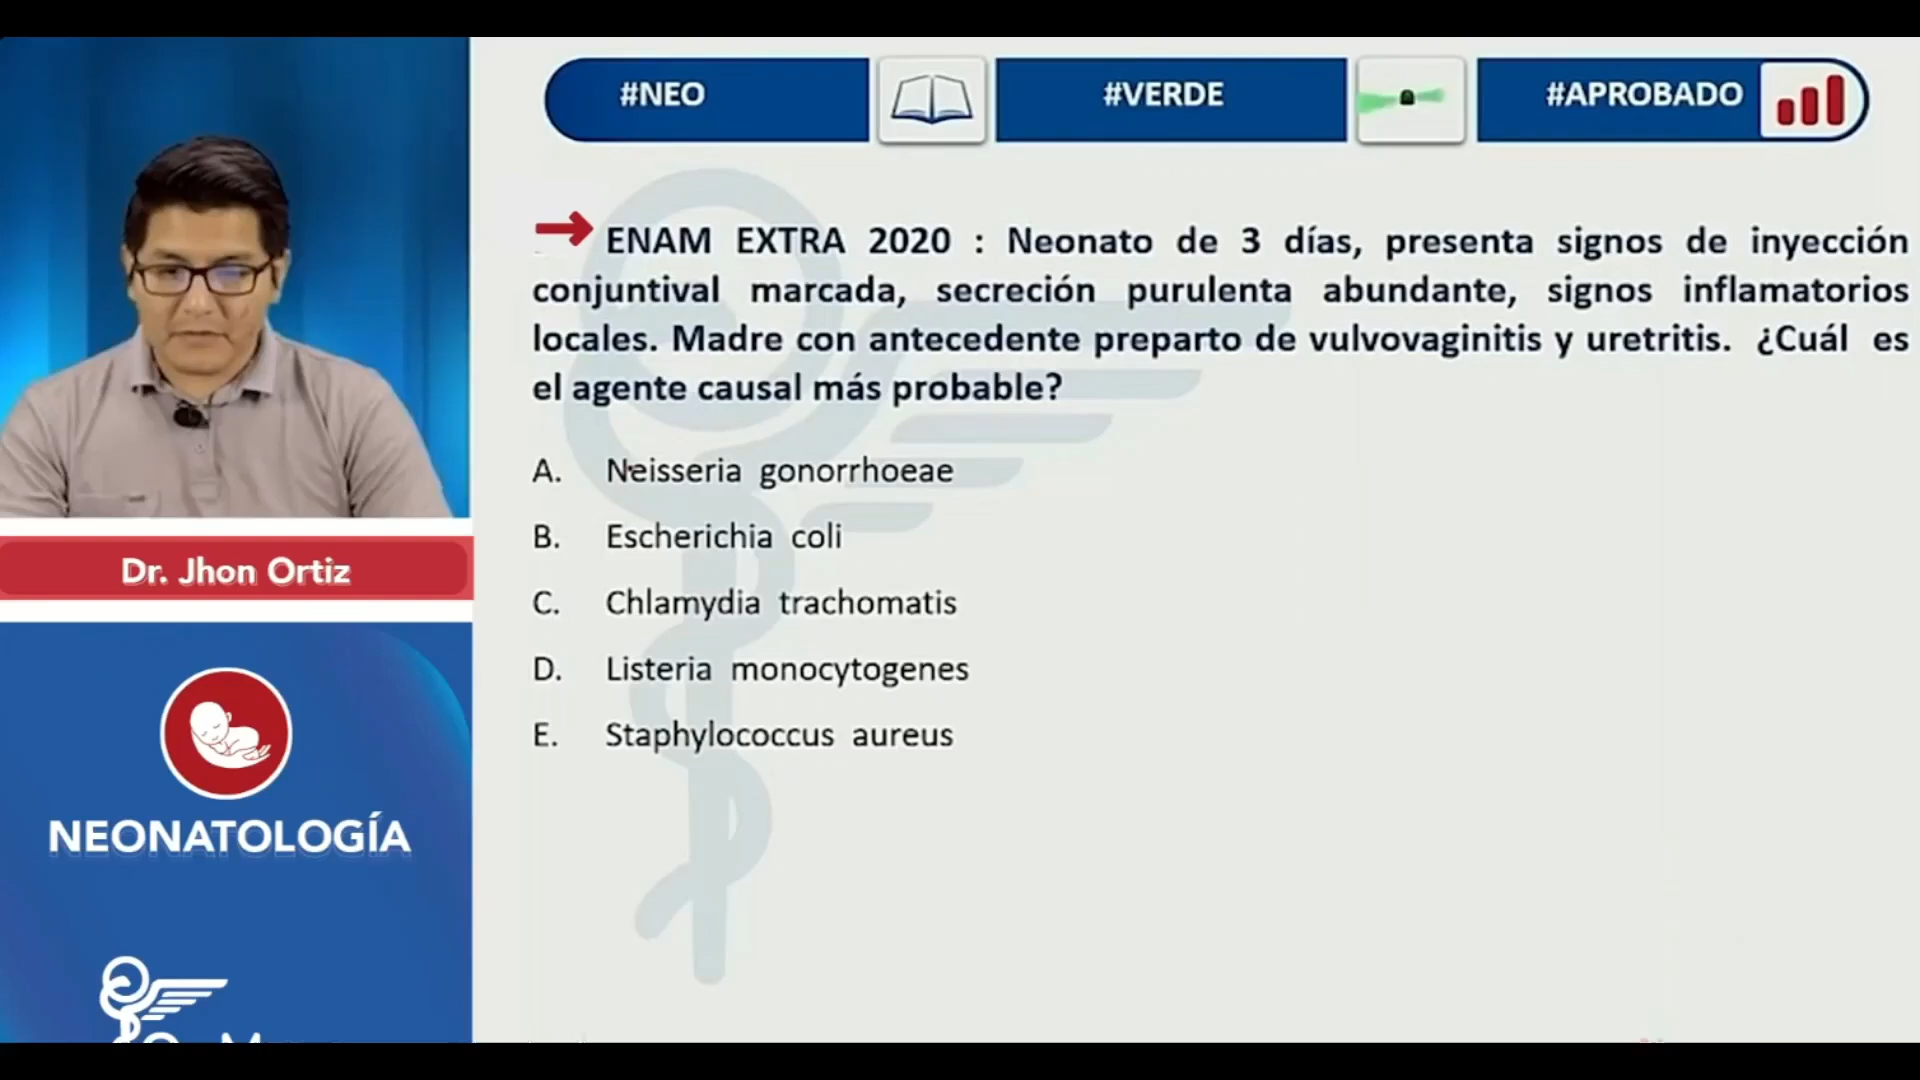 #NEO
#VERDE
#APROBADO
ENAM EXTRA 2020 : Neonato de 3 días, presenta signos de inyección
conjuntival marcada, secreción purulenta abundante, signos inflamatorios
locales. Madre con antecedente preparto de vulvovaginitis y uretritis. ¿Cuál es
el agente causal más probable?
A. Neisseria gonorrhoeae
B. Escherichia coli
C. Chlamydia trachomatis
D. Listeria monocytogenes
E. Staphylococcus aureus
Dr. Jhon Ortiz
NEONATOLOGÍA